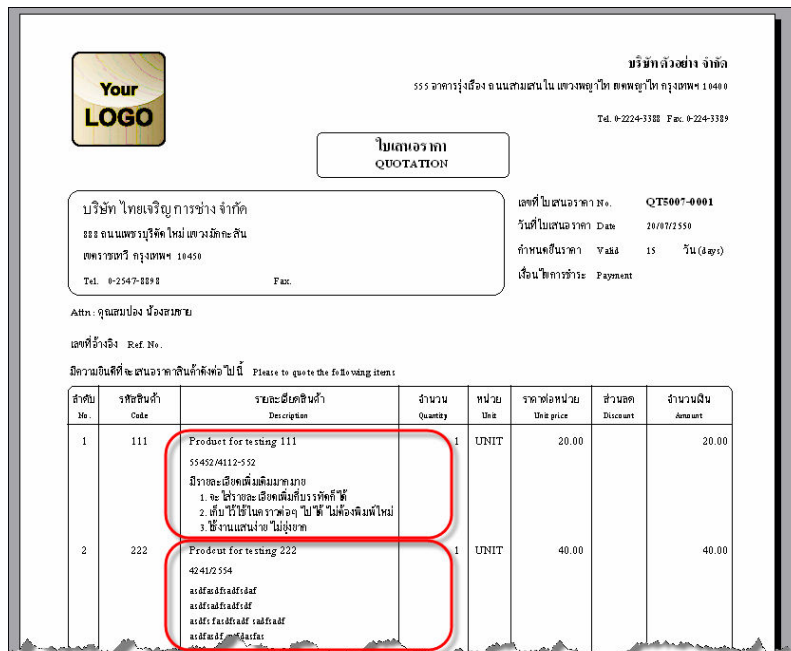 Your
LOGO
บริษัท ตัวอย่าง จำกัด
555 อาคารรุ่งเรือง ถนนสามเสนใน แขวงพญาไท เขตพญาไท กรุงเทพฯ 10400
Tel. 0-2224-3388 Fax. 0-224-3389
ใบเสนอราคา
QUOTATION
บริษัท ไทยเจริญการช่าง จำกัด
888 ถนนเพชรบุรีตัดใหม่ แขวงมักกะสัน
เขตราชเทวี กรุงเทพฯ 10450
Tel. 0-2547-8898 Fax.
เลขที่ใบเสนอราคา No. QT5007-0001
วันที่ใบเสนอราคา Date 20/07/2550
กำหนดยืนราคา Valid 15 วัน (days)
เงื่อนไขการชำระ Payment
Attn : คุณสมปอง น้องสมชาย
เลขที่อ้างอิง Ref. No.
มีความยินดีที่จะเสนอราคาสินค้าดังต่อไปนี้ Please to quote the following items
ลำดับ รหัสสินค้า รายละเอียดสินค้า จำนวน หน่วย ราคาต่อหน่วย ส่วนลด จำนวนเงิน
No. Code Description Quantity Unit Unit price Discount Amount
1 111 Product for testing 111 1 UNIT 20.00 20.00
55452/4112-552
มีรายละเอียดเพิ่มเติมมากมาย
1. จะใส่รายละเอียดเพิ่มกี่บรรทัดก็ได้
2. เก็บไว้ใช้ในคราวต่อๆ ไปได้ ไม่ต้องพิมพ์ใหม่
3. ใช้งานแสนง่าย ไม่ยุ่งยาก
2 222 Prodcut for testing 222 1 UNIT 40.00 40.00
4241/2554
asdfasdfsadfsdaf
asdfsadfsadfsdf
asdfs fasdfsadf sadfsadf
asdfasdf